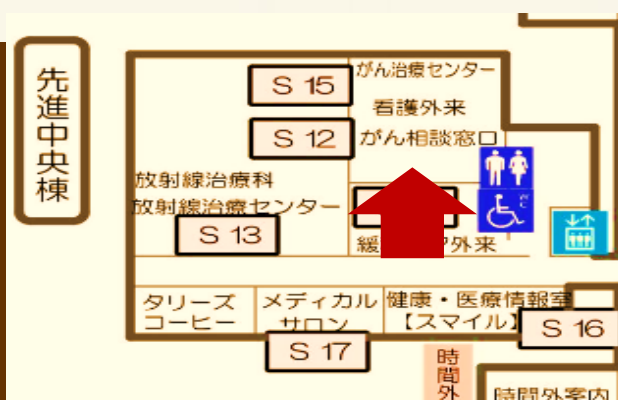 先進中央棟
S 15
がん治療センター
看護外来
S 12
がん相談窓口
放射線治療科
放射線治療センター
S 13
緩
外来
タリーズ
コーヒー
メディカル
サロン
健康・医療情報室
【スマイル】
S 16
S 17
時間外
時間外案内